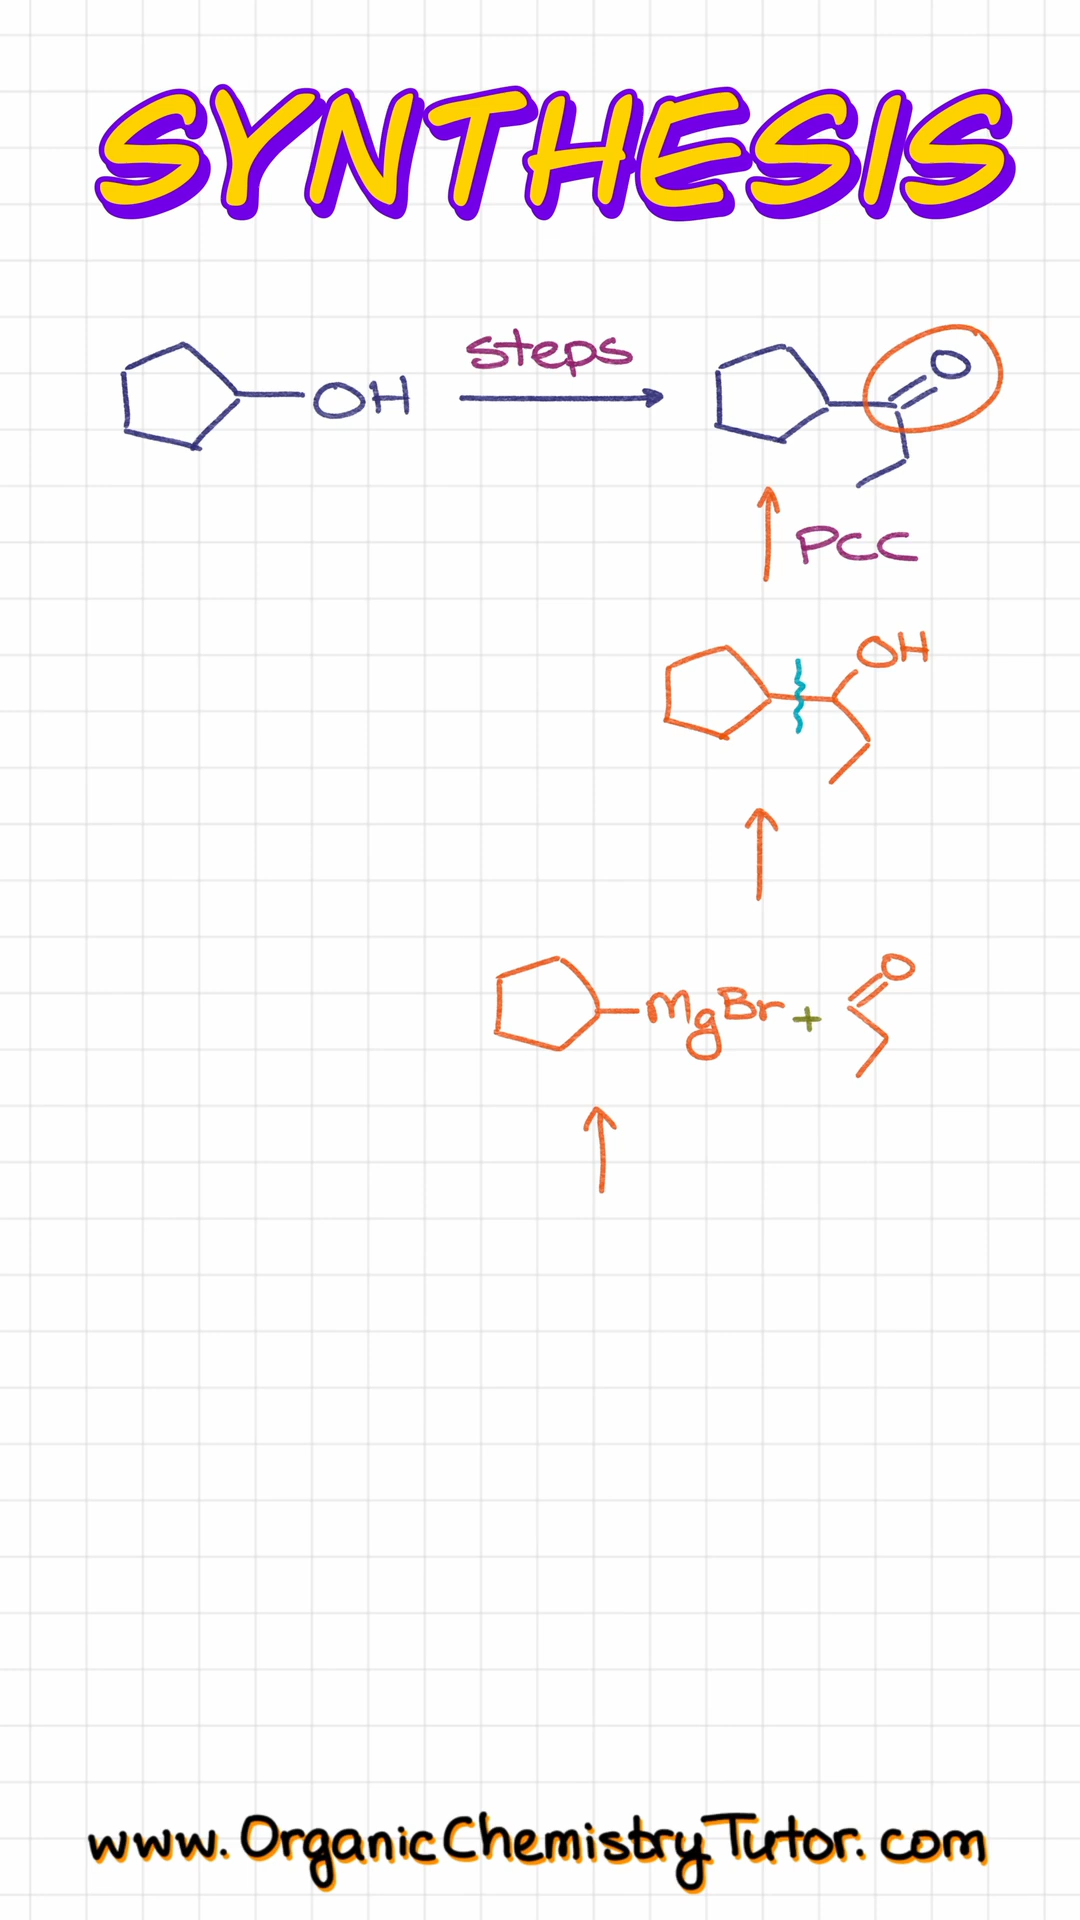 SYNTHESIS
OH
steps
O
PCC
OH
MgBr + O
www.OrganicChemistryTutor.com